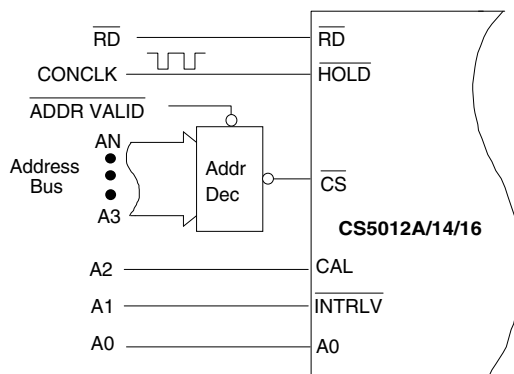 RD RD
CONCLK HOLD
ADDR VALID
AN
Address
Bus
Addr
Dec
CS
A3
CS5012A/14/16
A2 CAL
A1 INTRLV
A0 A0